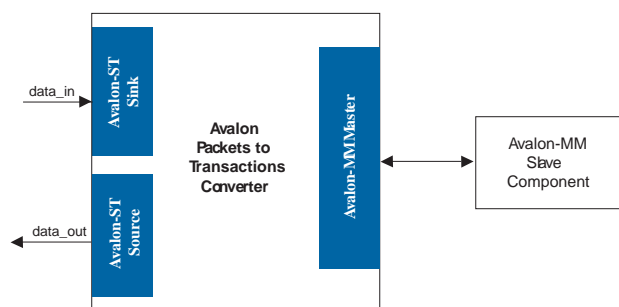 data_in
Avalon-ST
Sink
Avalon
Packets to
Transactions
Converter
Avalon-MM Master
Avalon-MM
Slave
Component
data_out
Avalon-ST
Source